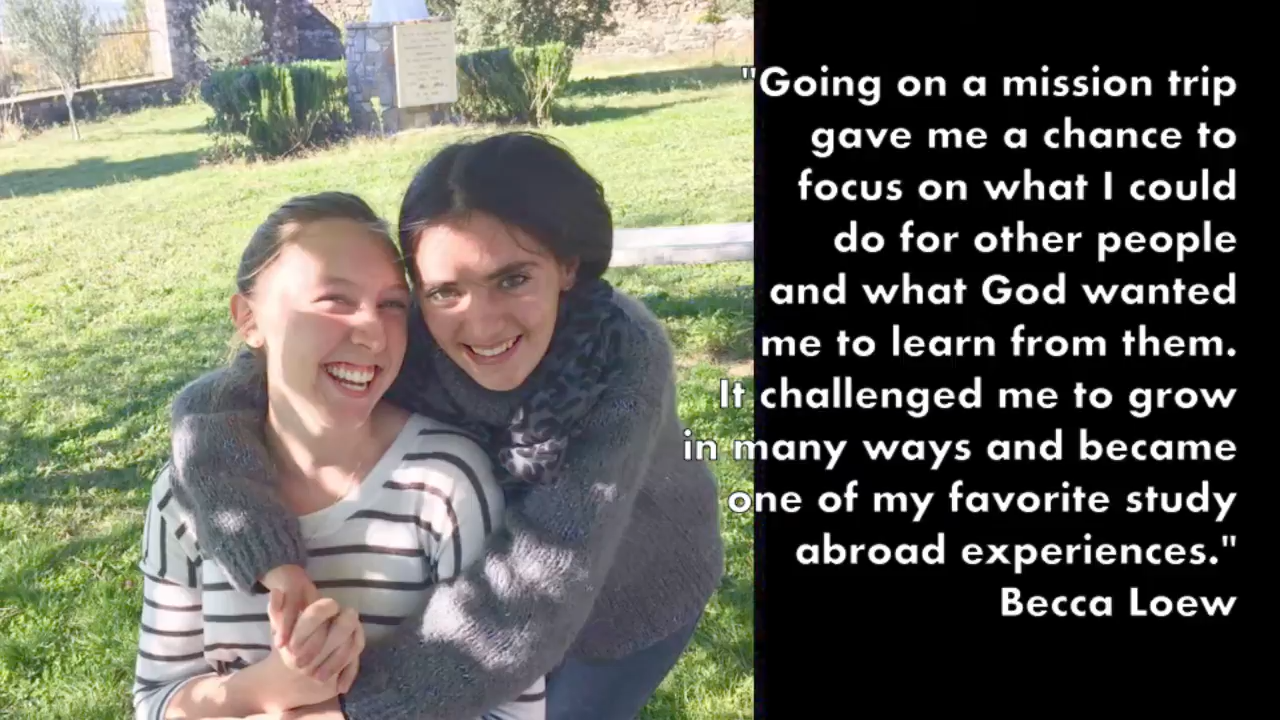 "Going on a mission trip
gave me a chance to
focus on what I could
do for other people
and what God wanted
me to learn from them.
It challenged me to grow
in many ways and became
one of my favorite study
abroad experiences."
Becca Loew